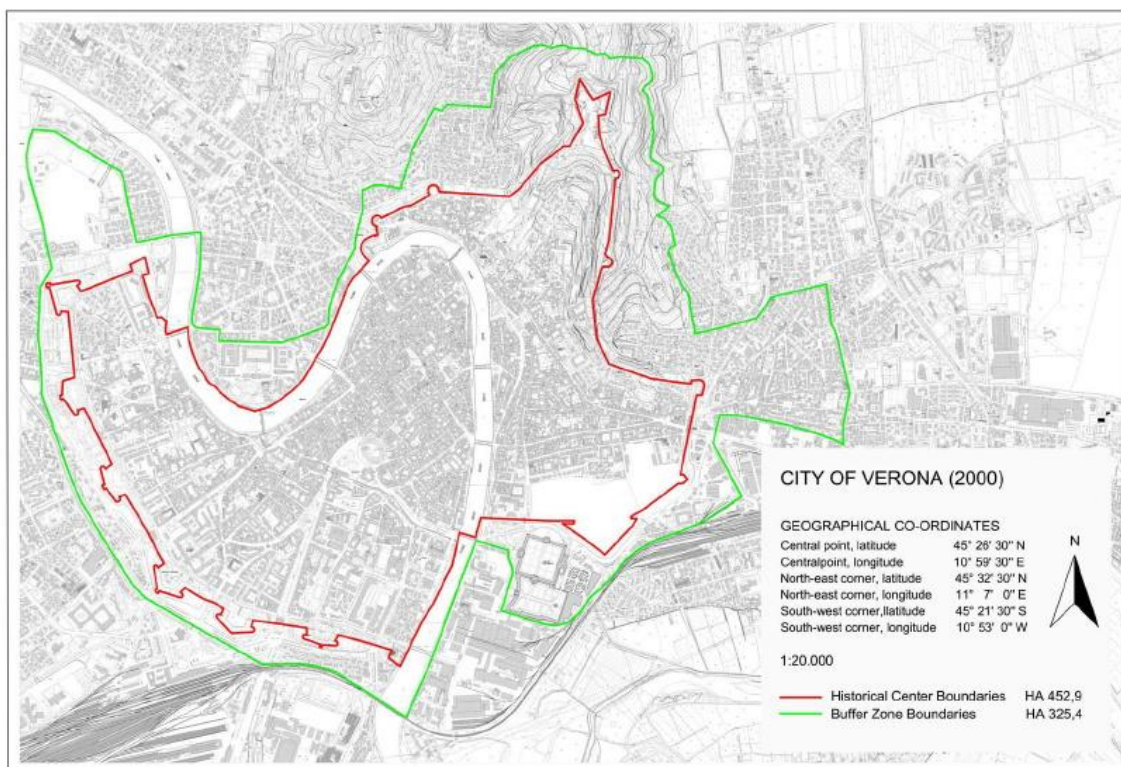 CITY OF VERONA (2000)
GEOGRAPHICAL CO-ORDINATES
Central point, latitude 45° 26' 30" N
Centralpoint, longitude 10° 59' 30" E
North-east corner, latitude 45° 32' 30" N
North-east corner, longitude 11° 7' 0" E
South-west corner,llatitude 45° 21' 30" S
South-west corner, longitude 10° 53' 0" W
N
1:20.000
Historical Center Boundaries HA 452,9
Buffer Zone Boundaries HA 325,4